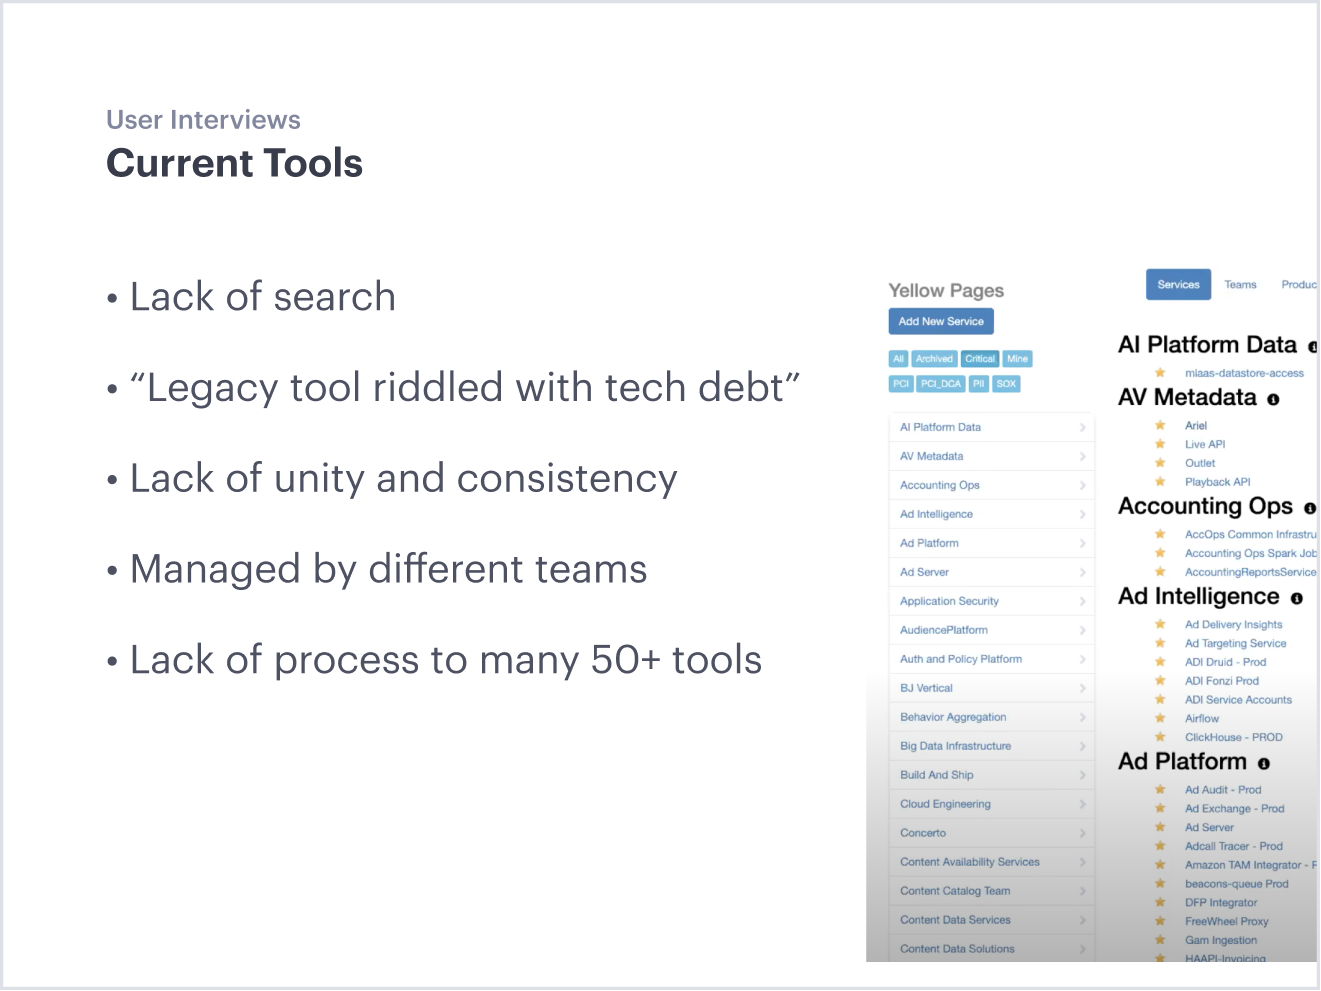 User Interviews
Current Tools
• Lack of search
• “Legacy tool riddled with tech debt”
• Lack of unity and consistency
• Managed by different teams
• Lack of process to many 50+ tools
Yellow Pages
Add New Service
All Archived Critical Mine
PCI PCI_DCA PII SOX
AI Platform Data
AV Metadata
Accounting Ops
Ad Intelligence
Ad Platform
Ad Server
Application Security
AudiencePlatform
Auth and Policy Platform
BJ Vertical
Behavior Aggregation
Big Data Infrastructure
Build And Ship
Cloud Engineering
Concerto
Content Availability Services
Content Catalog Team
Content Data Services
Content Data Solutions
Services Teams Produc
AI Platform Data
mlaas-datastore-access
AV Metadata
Ariel
Live API
Outlet
Playback API
Accounting Ops
AccOps Common Infrastru
Accounting Ops Spark Job
AccountingReportsService
Ad Intelligence
Ad Delivery Insights
Ad Targeting Service
ADI Druid - Prod
ADI Fonzi Prod
ADI Service Accounts
Airflow
ClickHouse - PROD
Ad Platform
Ad Audit - Prod
Ad Exchange - Prod
Ad Server
Adcall Tracer - Prod
Amazon TAM Integrator - P
beacons-queue Prod
DFP Integrator
FreeWheel Proxy
Gam Ingestion
HAAPI-Invoicing